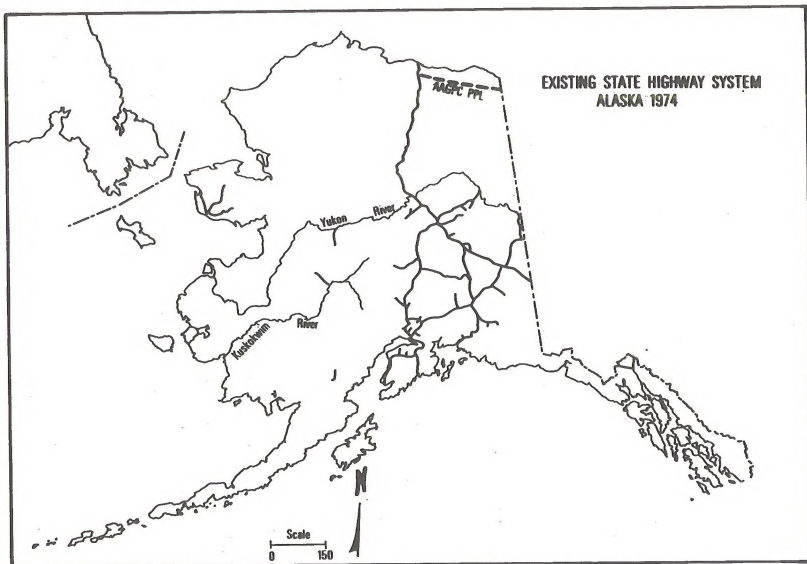 EXISTING STATE HIGHWAY SYSTEM
ALASKA 1974
AAGPC PPL
Yukon River
Kuskokwim River
N
Scale
0 150